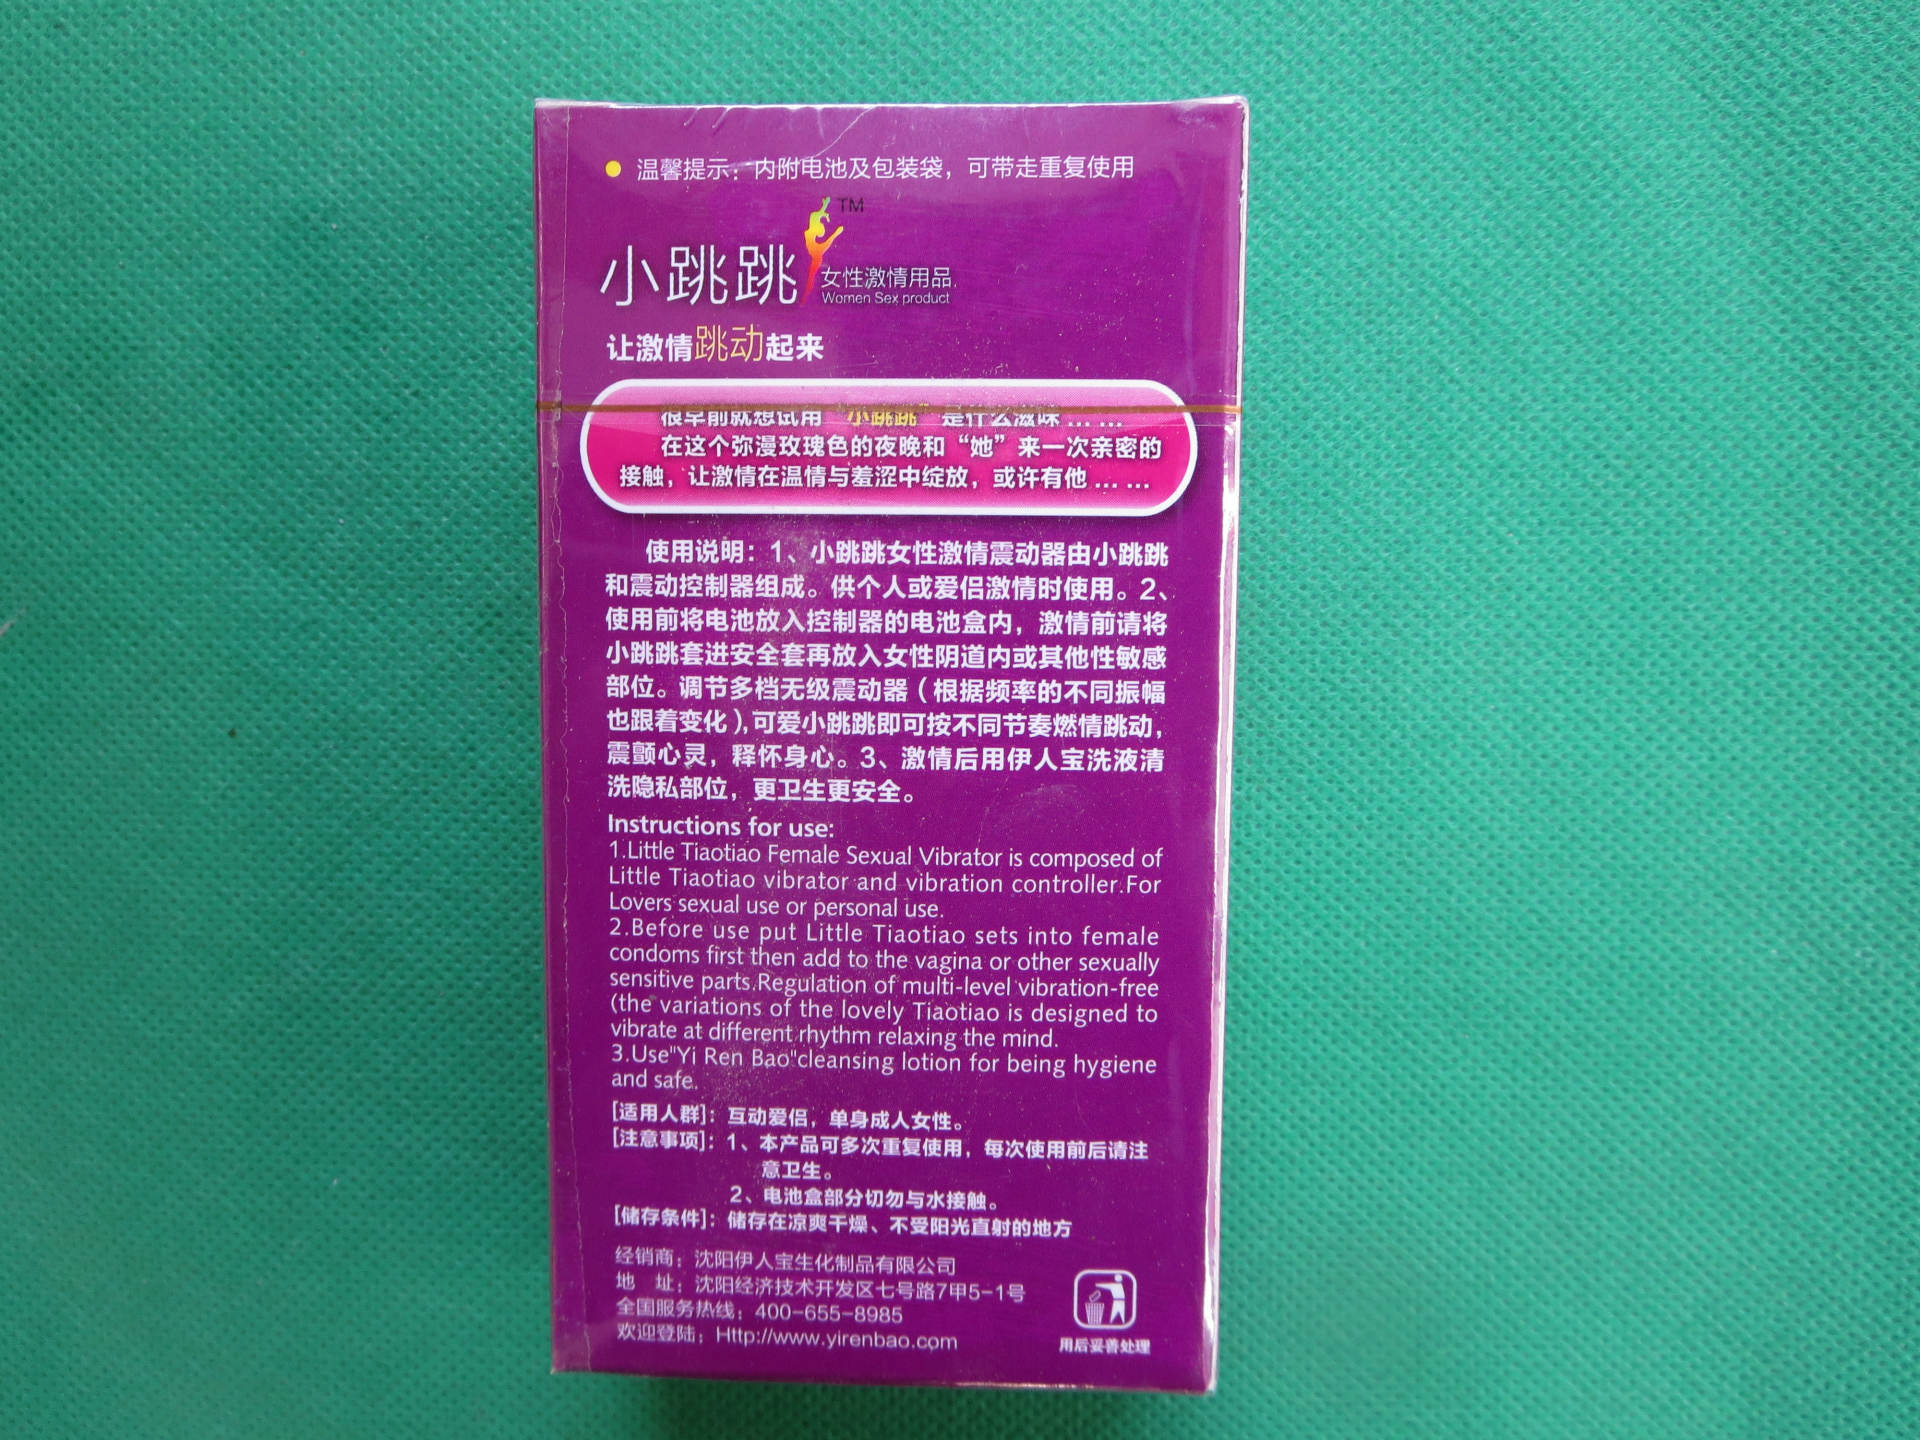 温馨提示：内附电池及包装袋，可带走重复使用
TM
小跳跳
女性激情用品
Women Sex product
让激情跳动起来
很早前就想试用“小跳跳”是什么滋味……
在这个弥漫玫瑰色的夜晚和“她”来一次亲密的
接触，让激情在温情与羞涩中绽放，或许有他……
使用说明：1、小跳跳女性激情震动器由小跳跳
和震动控制器组成。供个人或爱侣激情时使用。2、
使用前将电池放入控制器的电池盒内，激情前请将
小跳跳套进安全套再放入女性阴道内或其他性敏感
部位。调节多档无级震动器（根据频率的不同振幅
也跟着变化），可爱小跳跳即可按不同节奏燃情跳动，
震颤心灵，释怀身心。3、激情后用伊人宝洗液清
洗隐私部位，更卫生更安全。
Instructions for use:
1.Little Tiaotiao Female Sexual Vibrator is composed of
Little Tiaotiao vibrator and vibration controller.For
Lovers sexual use or personal use.
2.Before use put Little Tiaotiao sets into female
condoms first then add to the vagina or other sexually
sensitive parts.Regulation of multi-level vibration-free
(the variations of the lovely Tiaotiao is designed to
vibrate at different rhythm relaxing the mind.
3.Use"Yi Ren Bao"cleansing lotion for being hygiene
and safe.
[适用人群]：互动爱侣，单身成人女性。
[注意事项]：1、本产品可多次重复使用，每次使用前后请注
意卫生。
2、电池盒部分切勿与水接触。
[储存条件]：储存在凉爽干燥、不受阳光直射的地方
经销商：沈阳伊人宝生化制品有限公司
地 址：沈阳经济技术开发区七号路7甲5-1号
全国服务热线：400-655-8985
欢迎登陆：Http://www.yirenbao.com
用后妥善处理